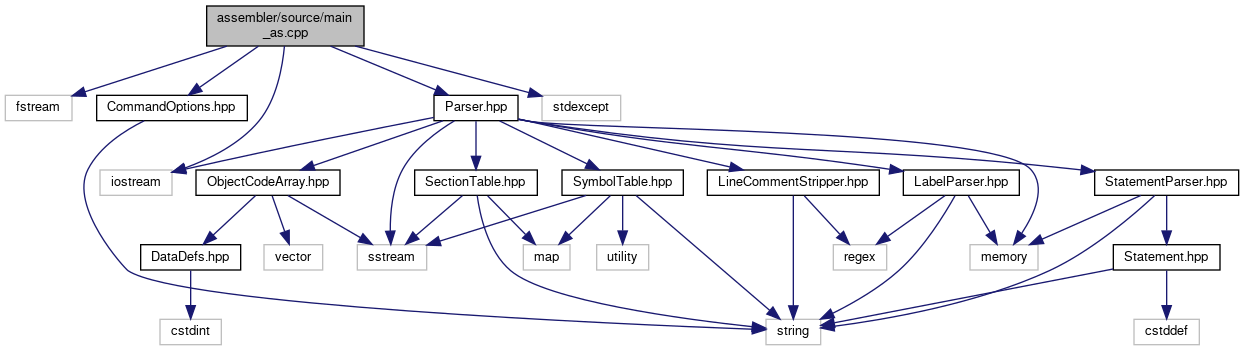 assembler/source/main
_as.cpp
fstream
CommandOptions.hpp
Parser.hpp
stdexcept
iostream
ObjectCodeArray.hpp
SectionTable.hpp
SymbolTable.hpp
LineCommentStripper.hpp
LabelParser.hpp
StatementParser.hpp
DataDefs.hpp
vector
sstream
map
utility
regex
memory
Statement.hpp
cstdint
string
cstddef